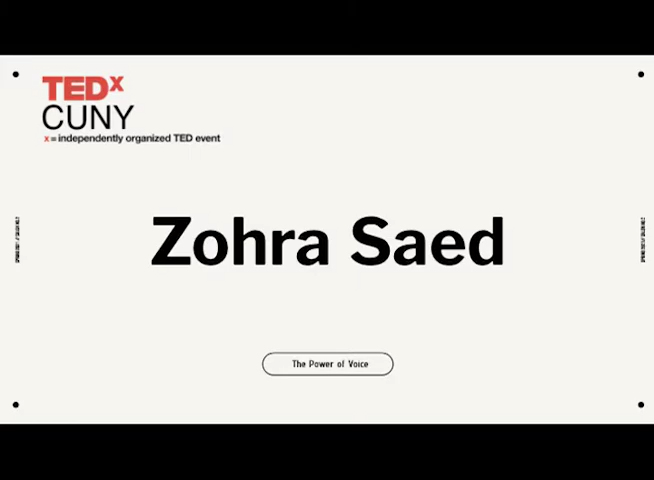 TEDx
CUNY
x = independently organized TED event
Zohra Saed
The Power of Voice